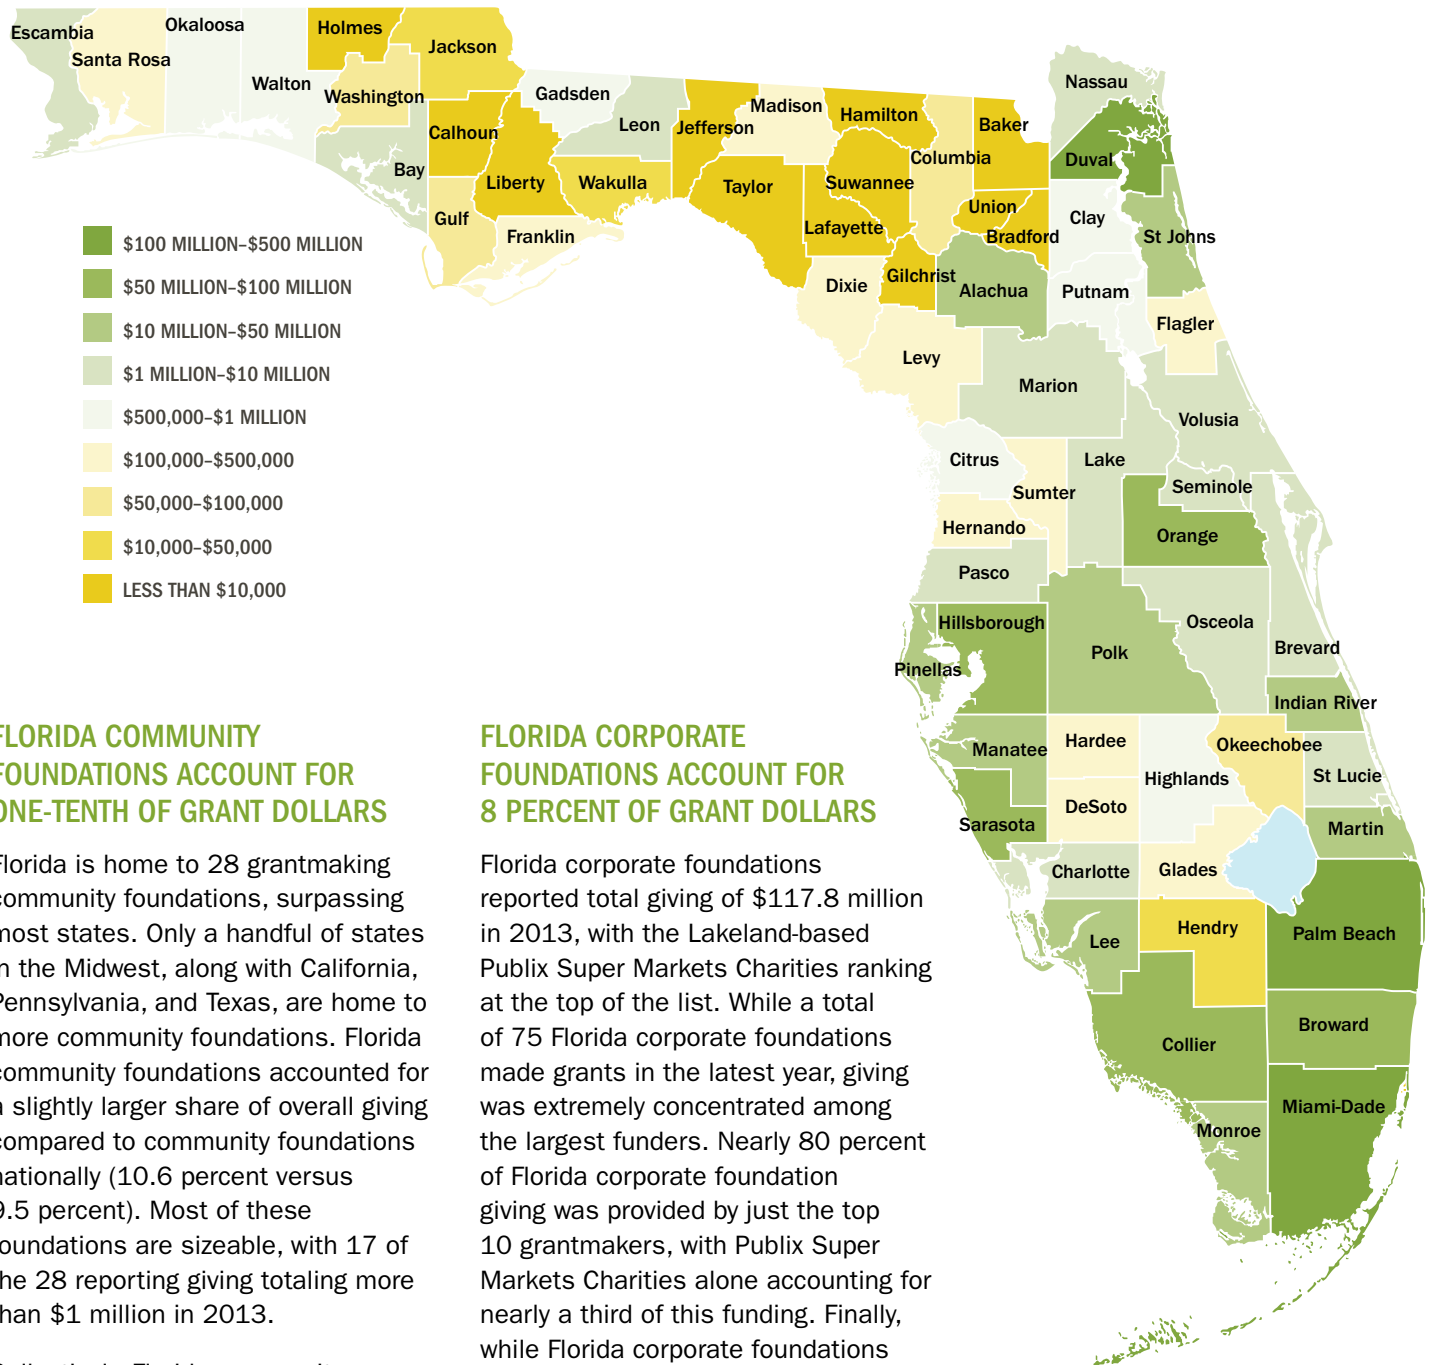 Escambia
Santa Rosa
Okaloosa
Walton
Holmes
Washington
Jackson
Bay
Calhoun
Gulf
Liberty
Franklin
Gadsden
Leon
Wakulla
Jefferson
Madison
Taylor
Hamilton
Suwannee
Lafayette
Columbia
Baker
Union
Bradford
Gilchrist
Dixie
Alachua
Levy
Nassau
Duval
Clay
St Johns
Putnam
Flagler
Marion
Volusia
Citrus
Sumter
Lake
Seminole
Hernando
Orange
Pasco
Hillsborough
Pinellas
Polk
Osceola
Brevard
Indian River
Manatee
Hardee
Highlands
Okeechobee
St Lucie
Sarasota
DeSoto
Martin
Charlotte
Glades
Lee
Hendry
Palm Beach
Collier
Broward
Monroe
Miami-Dade
$100 MILLION–$500 MILLION
$50 MILLION–$100 MILLION
$10 MILLION–$50 MILLION
$1 MILLION–$10 MILLION
$500,000–$1 MILLION
$100,000–$500,000
$50,000–$100,000
$10,000–$50,000
LESS THAN $10,000
FLORIDA COMMUNITY
FOUNDATIONS ACCOUNT FOR
ONE-TENTH OF GRANT DOLLARS
Florida is home to 28 grantmaking
community foundations, surpassing
most states. Only a handful of states
in the Midwest, along with California,
Pennsylvania, and Texas, are home to
more community foundations. Florida
community foundations accounted for
a slightly larger share of overall giving
compared to community foundations
nationally (10.6 percent versus
9.5 percent). Most of these
foundations are sizeable, with 17 of
the 28 reporting giving totaling more
than $1 million in 2013.
FLORIDA CORPORATE
FOUNDATIONS ACCOUNT FOR
8 PERCENT OF GRANT DOLLARS
Florida corporate foundations
reported total giving of $117.8 million
in 2013, with the Lakeland-based
Publix Super Markets Charities ranking
at the top of the list. While a total
of 75 Florida corporate foundations
made grants in the latest year, giving
was extremely concentrated among
the largest funders. Nearly 80 percent
of Florida corporate foundation
giving was provided by just the top
10 grantmakers, with Publix Super
Markets Charities alone accounting for
nearly a third of this funding. Finally,
while Florida corporate foundations